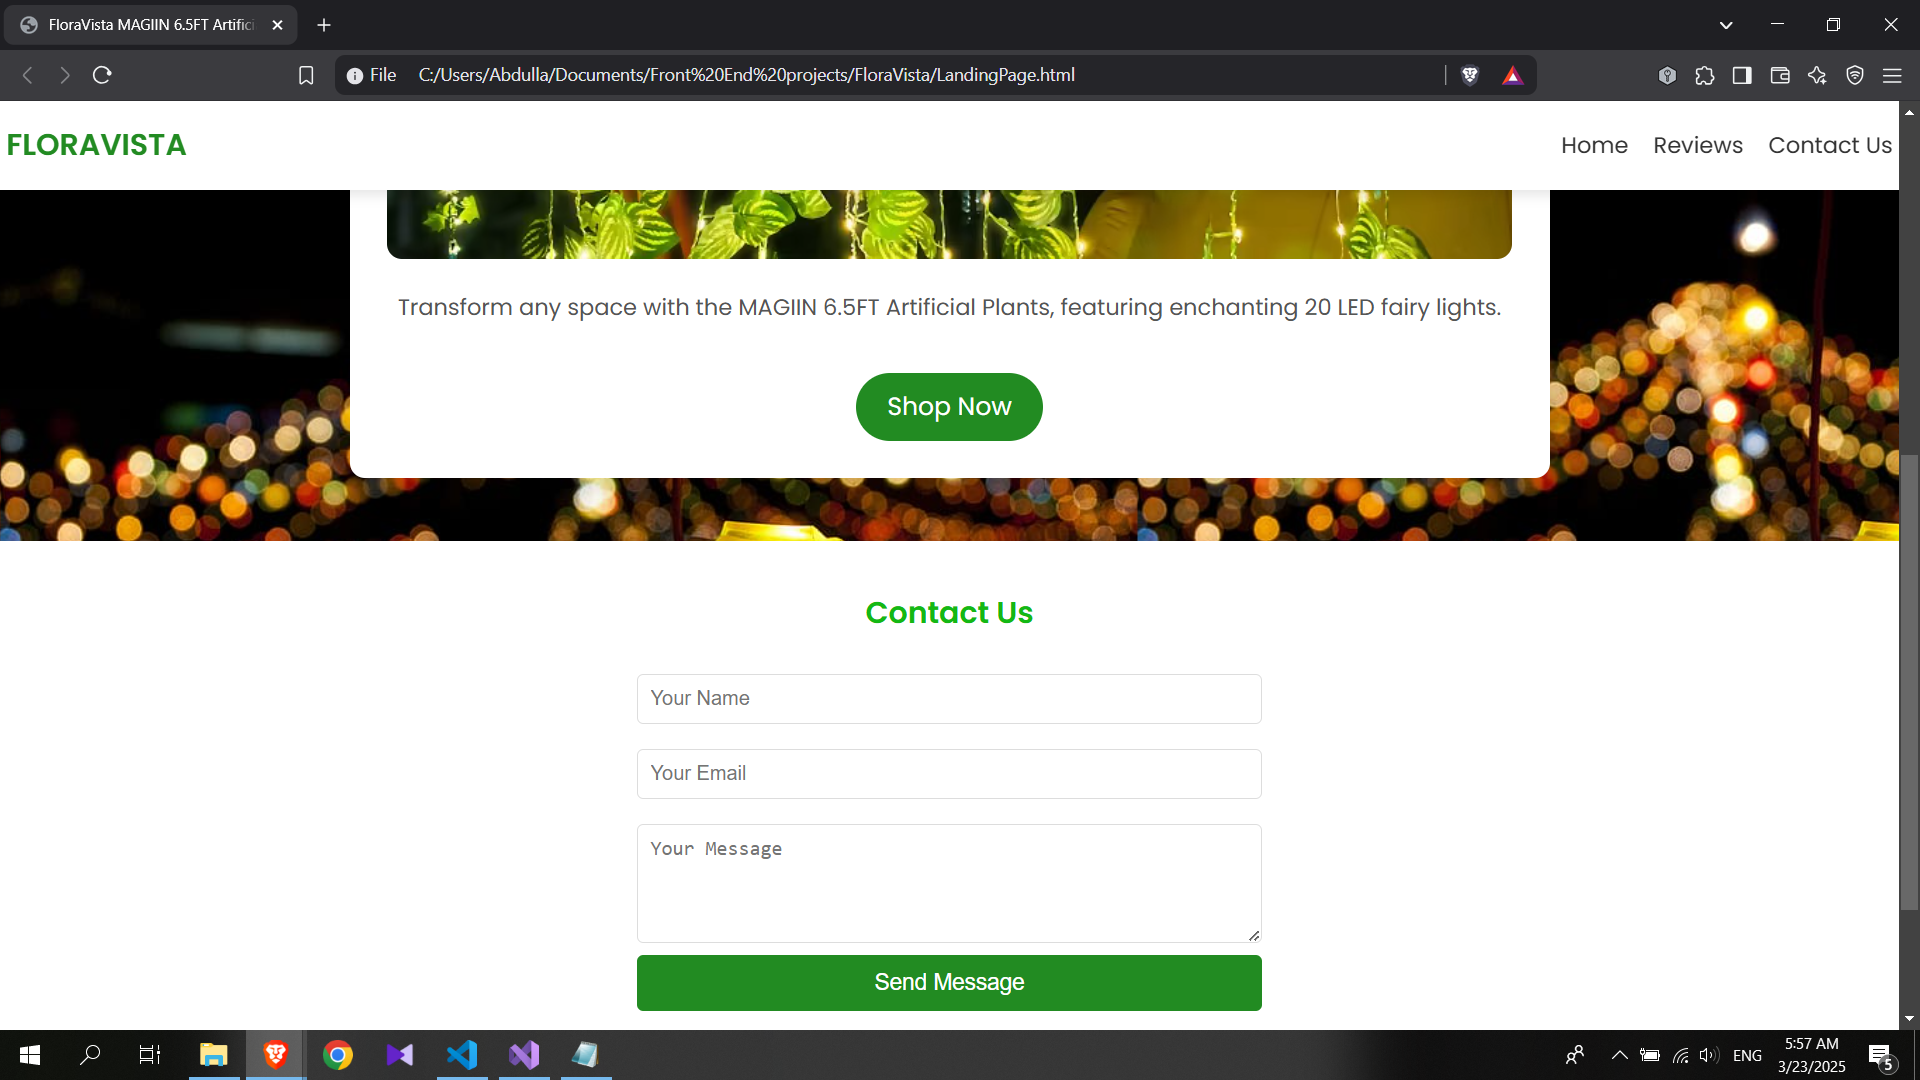 FloraVista MAGIIN 6.5FT Artifici
File C:/Users/Abdulla/Documents/Front%20End%20projects/FloraVista/LandingPage.html
FLORAVISTA
Home Reviews Contact Us
Transform any space with the MAGIIN 6.5FT Artificial Plants, featuring enchanting 20 LED fairy lights.
Shop Now
Contact Us
Your Name
Your Email
Your Message
Send Message
ENG
5:57 AM
3/23/2025
5